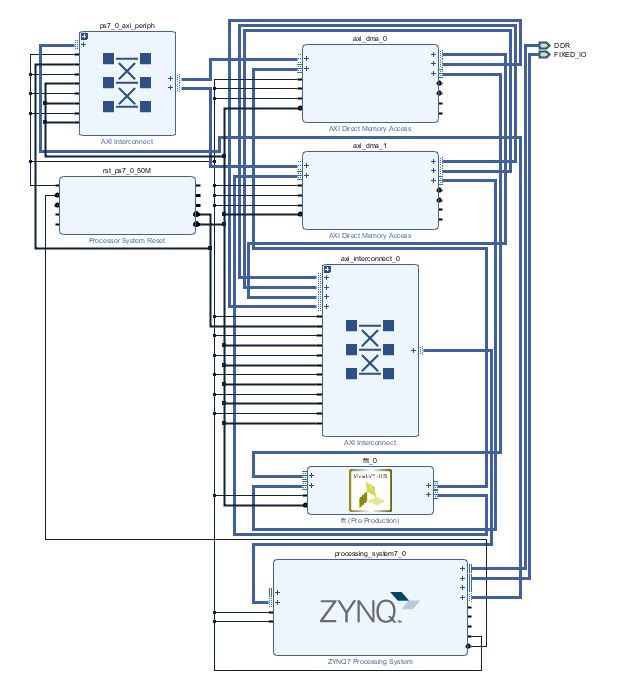 ps7_0_axi_periph
AXI Interconnect
axi_dma_0
AXI Direct Memory Access
DDR
FIXED_IO
axi_dma_1
AXI Direct Memory Access
rst_ps7_0_50M
Processor System Reset
axi_interconnect_0
AXI Interconnect
fft_0
Vivado™ HLS
fft (Pre-Production)
processing_system7_0
ZYNQ
ZYNQ7 Processing System